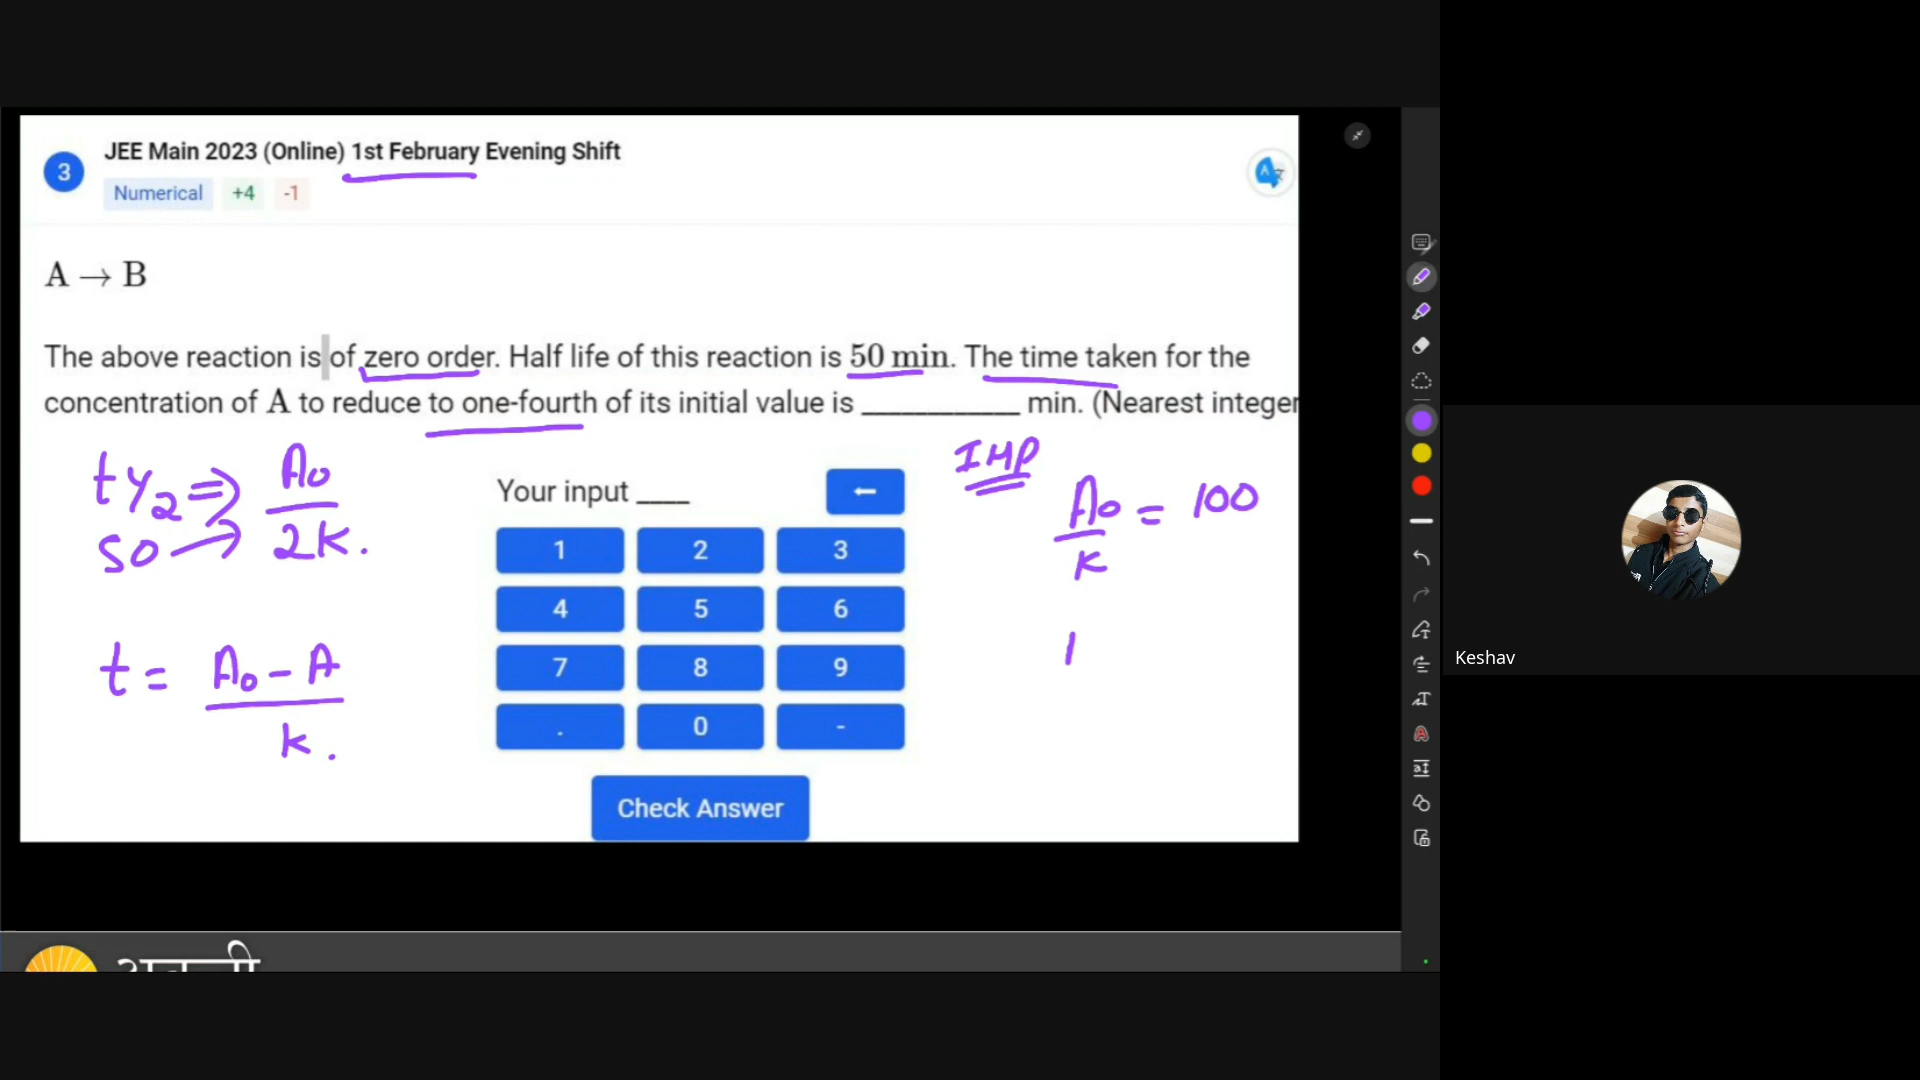 3
JEE Main 2023 (Online) 1st February Evening Shift
Numerical +4 -1
A → B
The above reaction is of zero order. Half life of this reaction is 50 min. The time taken for the
concentration of A to reduce to one-fourth of its initial value is ____________ min. (Nearest integer
t1/2 ⇒ A0/2K.
50 →
t = A0 - A/k.
Your input ____
1 2 3
4 5 6
7 8 9
. 0 -
Check Answer
IMP
A0/K = 100
Keshav